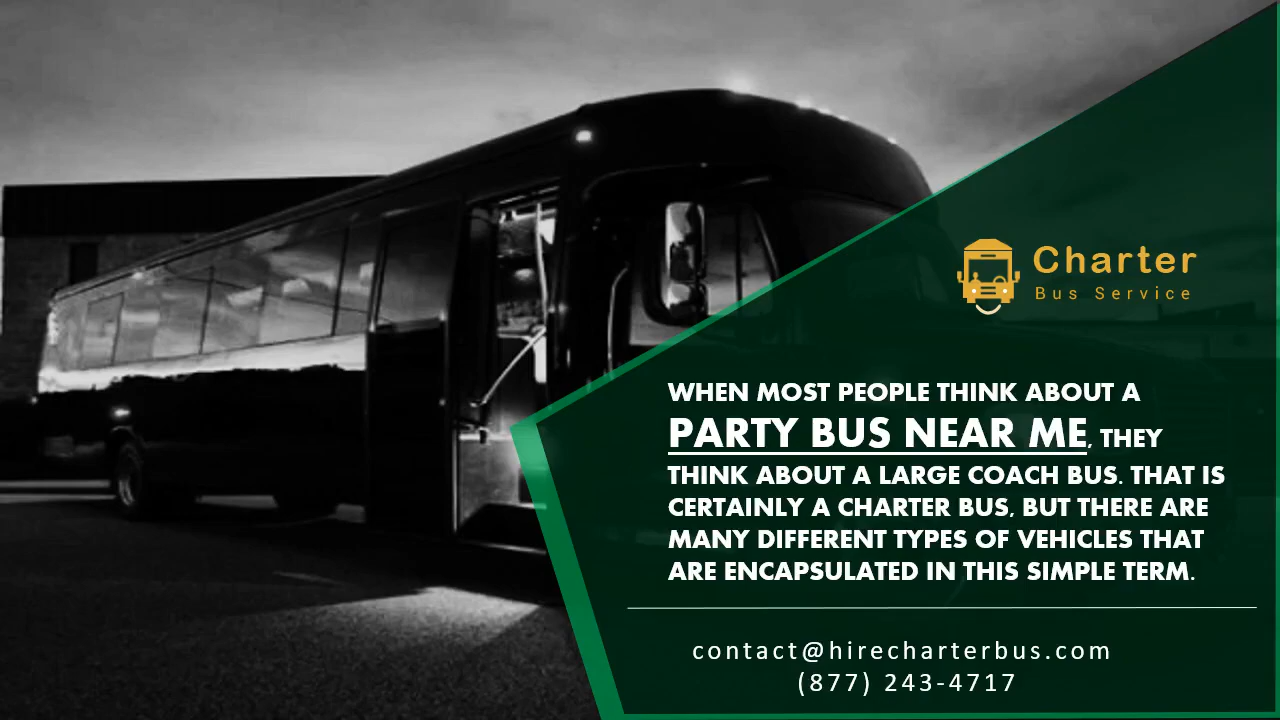 Charter
Bus Service
WHEN MOST PEOPLE THINK ABOUT A
PARTY BUS NEAR ME, THEY
THINK ABOUT A LARGE COACH BUS. THAT IS
CERTAINLY A CHARTER BUS, BUT THERE ARE
MANY DIFFERENT TYPES OF VEHICLES THAT
ARE ENCAPSULATED IN THIS SIMPLE TERM.
contact@hirecharterbus.com
(877) 243-4717